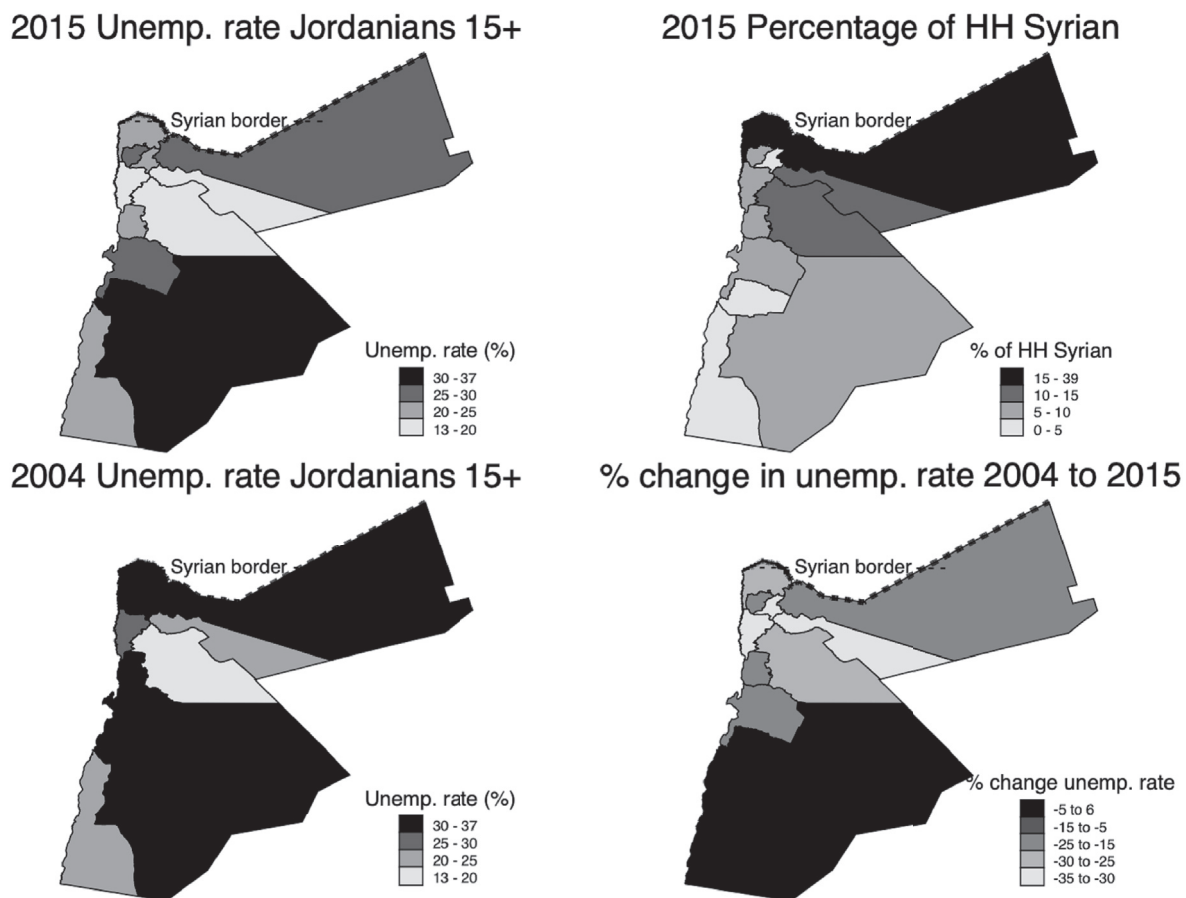 2015 Unemp. rate Jordanians 15+
Syrian border
Unemp. rate (%)
30 - 37
25 - 30
20 - 25
13 - 20
2015 Percentage of HH Syrian
Syrian border
% of HH Syrian
15 - 39
10 - 15
5 - 10
0 - 5
2004 Unemp. rate Jordanians 15+
Syrian border
Unemp. rate (%)
30 - 37
25 - 30
20 - 25
13 - 20
% change in unemp. rate 2004 to 2015
Syrian border
% change unemp. rate
-5 to 6
-15 to -5
-25 to -15
-30 to -25
-35 to -30